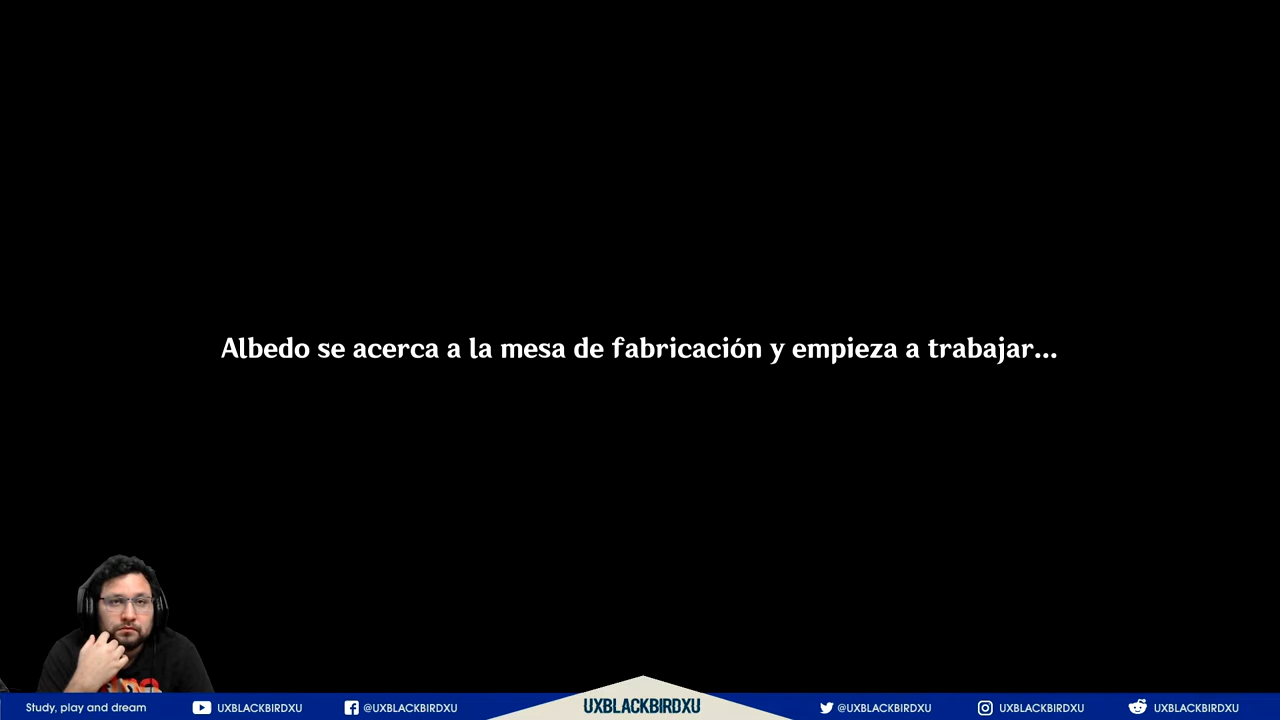 Albedo se acerca a la mesa de fabricación y empieza a trabajar...
Study, play and dream
UXBLACKBIRDXU
@UXBLACKBIRDXU
UXBLACKBIRDXU
@UXBLACKBIRDXU
UXBLACKBIRDXU
UXBLACKBIRDXU